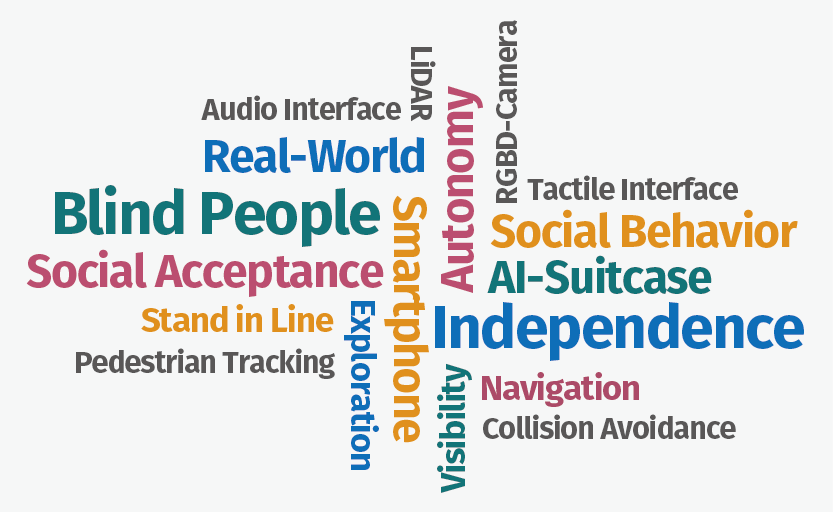 LiDAR
RGBD-Camera
Audio Interface
Autonomy
Real-World
Tactile Interface
Blind People
Smartphone
Social Behavior
Social Acceptance
AI-Suitcase
Stand in Line
Exploration
Independence
Pedestrian Tracking
Visibility
Navigation
Collision Avoidance